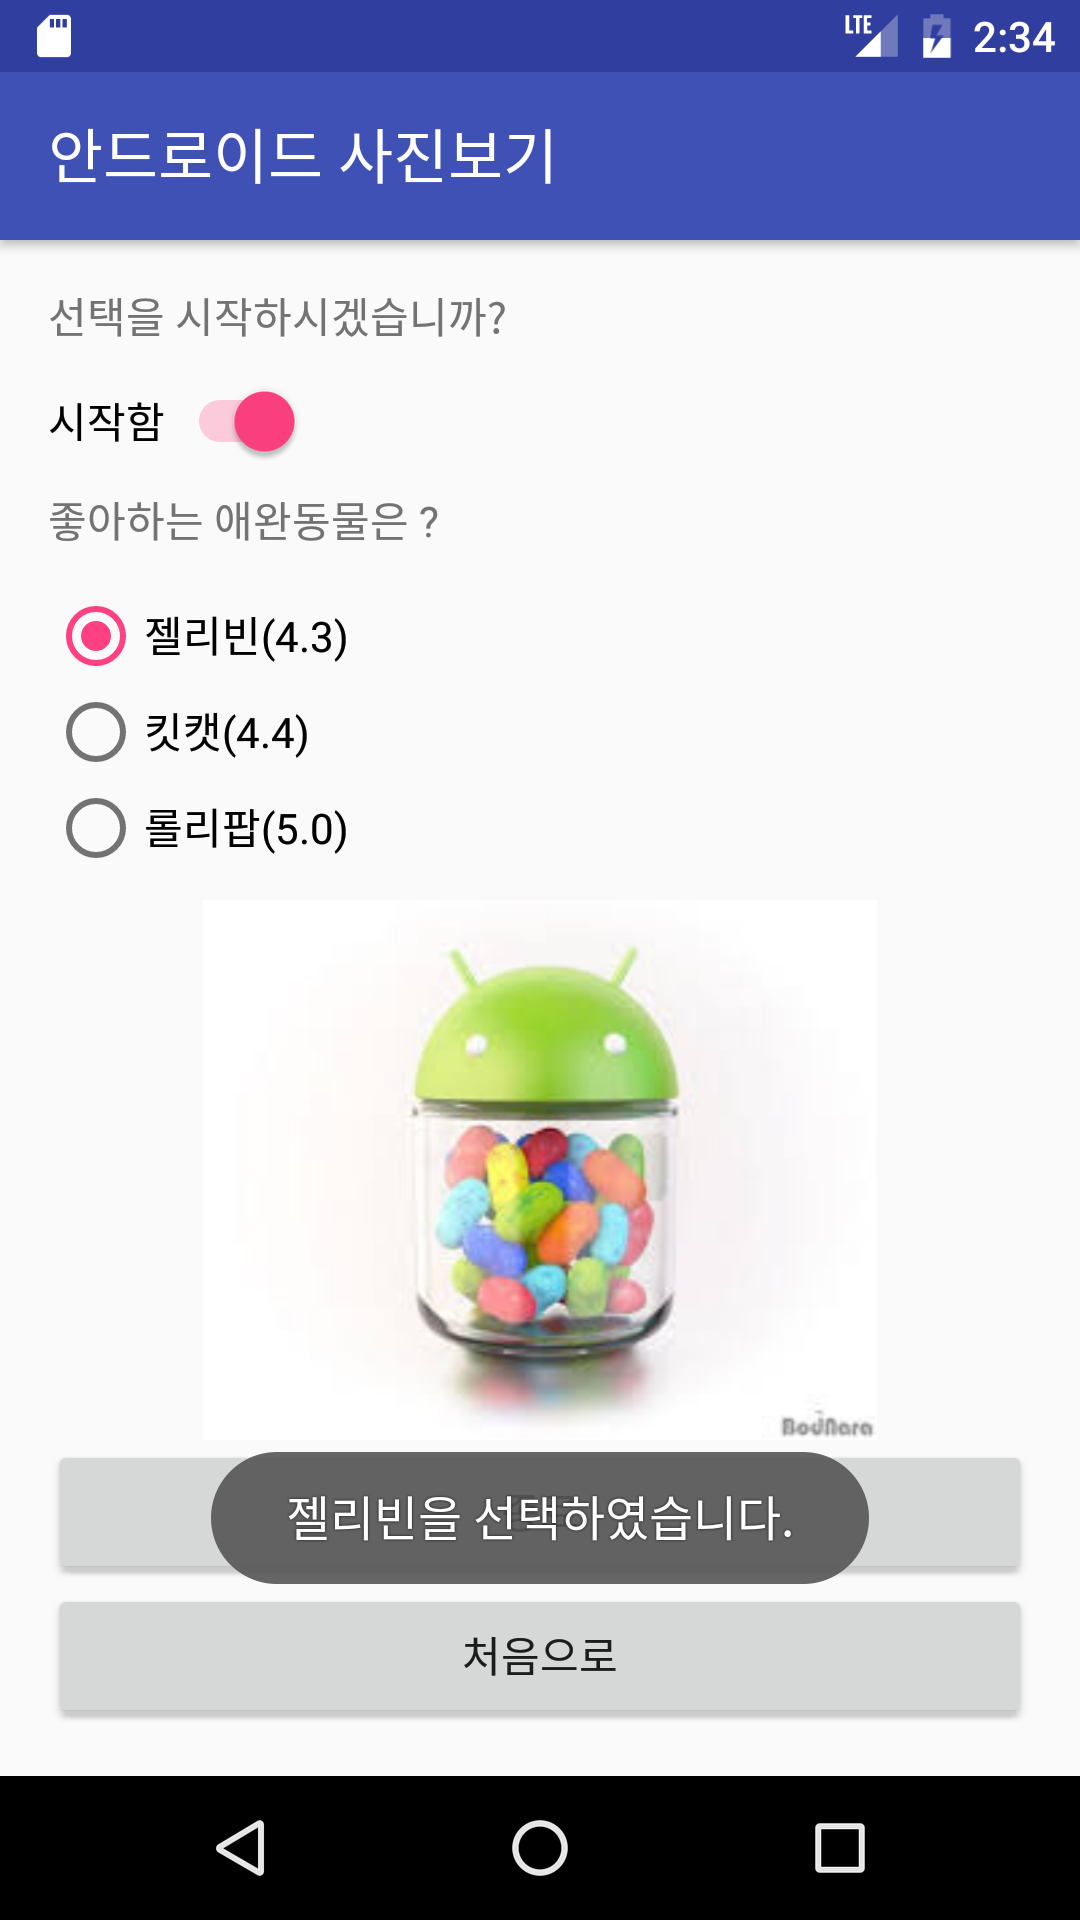 LTE 2:34
안드로이드 사진보기
선택을 시작하시겠습니까?
시작함
좋아하는 애완동물은 ?
젤리빈(4.3)
킷캣(4.4)
롤리팝(5.0)
BodNara
젤리빈을 선택하였습니다.
처음으로